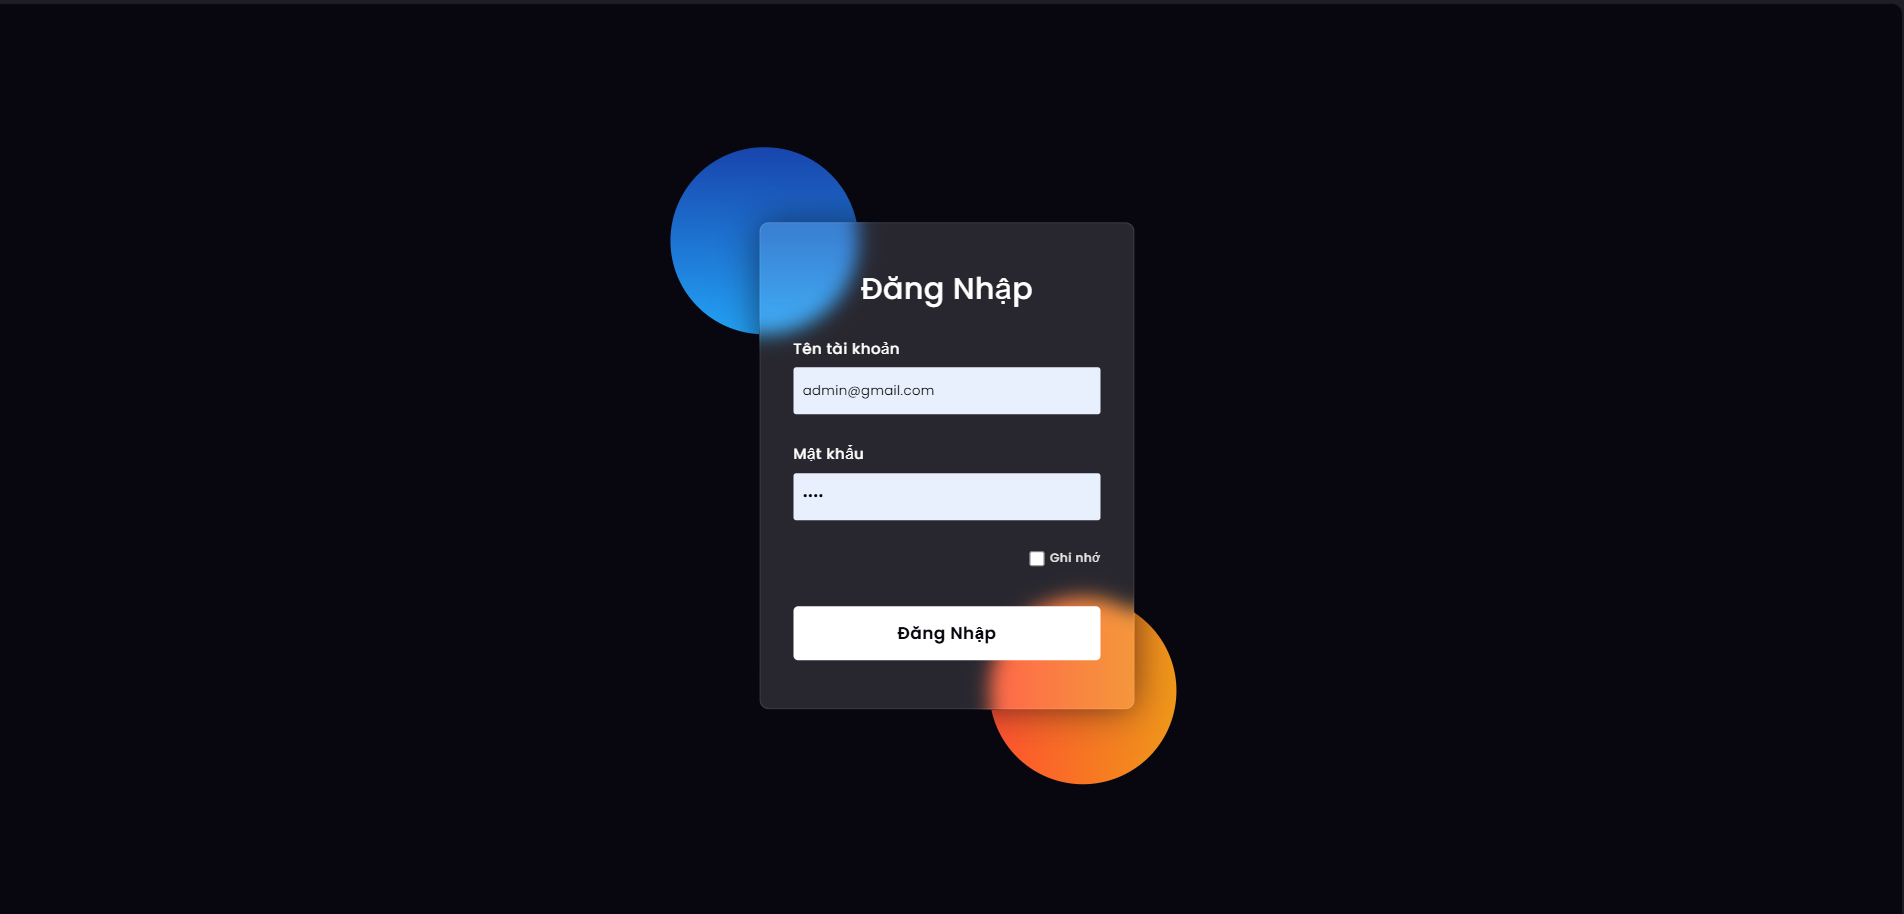 Đăng Nhập
Tên tài khoản
admin@gmail.com
Mật khẩu
••••
Ghi nhớ
Đăng Nhập